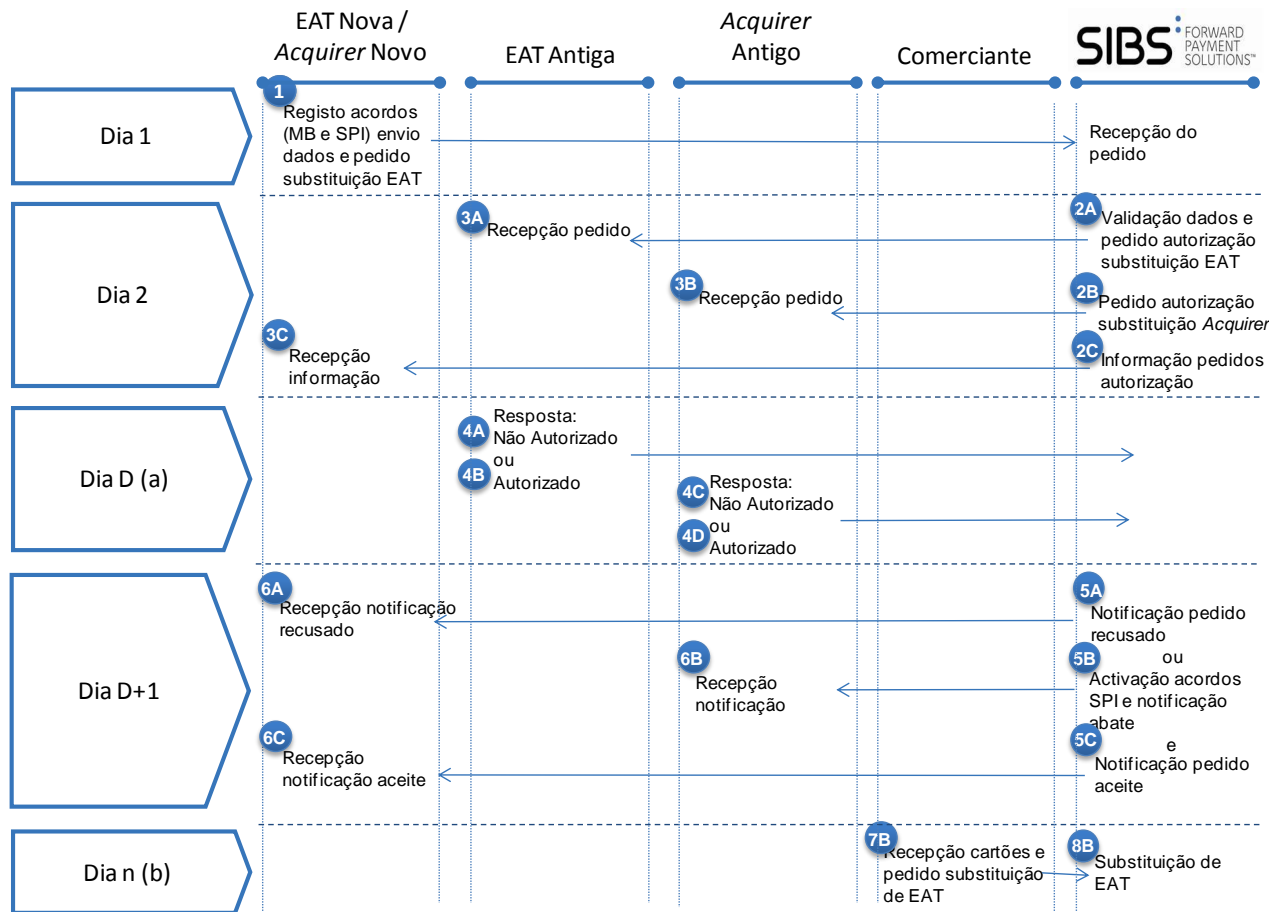 EAT Nova /
Acquirer Novo
EAT Antiga
Acquirer
Antigo
Comerciante
SIBS
FORWARD
PAYMENT
SOLUTIONS™
Dia 1
1
Registo acordos
(MB e SPI) envio
dados e pedido
substituição EAT
Recepção do
pedido
Dia 2
3A
Recepção pedido
2A
Validação dados e
pedido autorização
substituição EAT
3B
Recepção pedido
2B
Pedido autorização
substituição Acquirer
3C
Recepção
informação
2C
Informação pedidos
autorização
Dia D (a)
4A
Resposta:
Não Autorizado
ou
4B
Autorizado
4C
Resposta:
Não Autorizado
ou
4D
Autorizado
Dia D+1
6A
Recepção notificação
recusado
5A
Notificação pedido
recusado
ou
6B
Recepção
notificação
5B
Activação acordos
SPI e notificação
abate
e
6C
Recepção
notificação aceite
5C
Notificação pedido
aceite
Dia n (b)
7B
Recepção cartões e
pedido substituição
de EAT
8B
Substituição de
EAT